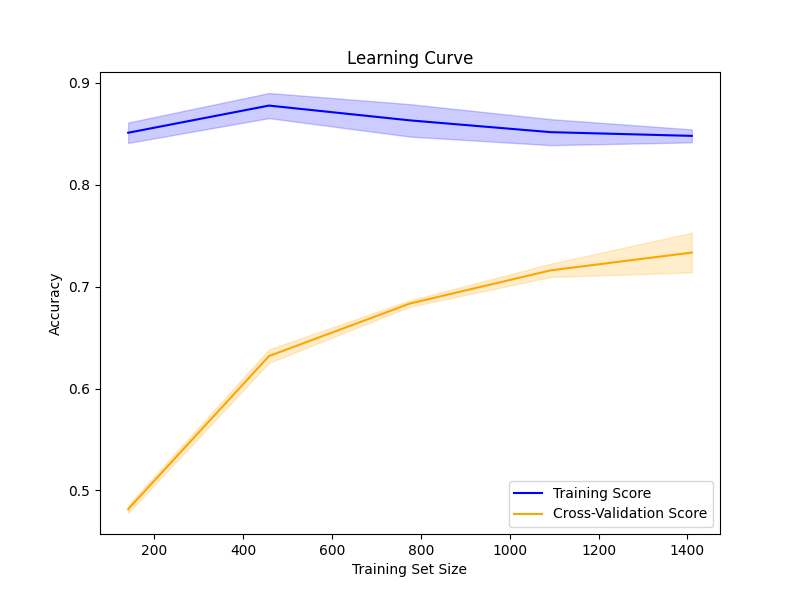 Learning Curve
0.9
0.8
0.7
0.6
0.5
Accuracy
200 400 600 800 1000 1200 1400
Training Set Size
Training Score
Cross-Validation Score